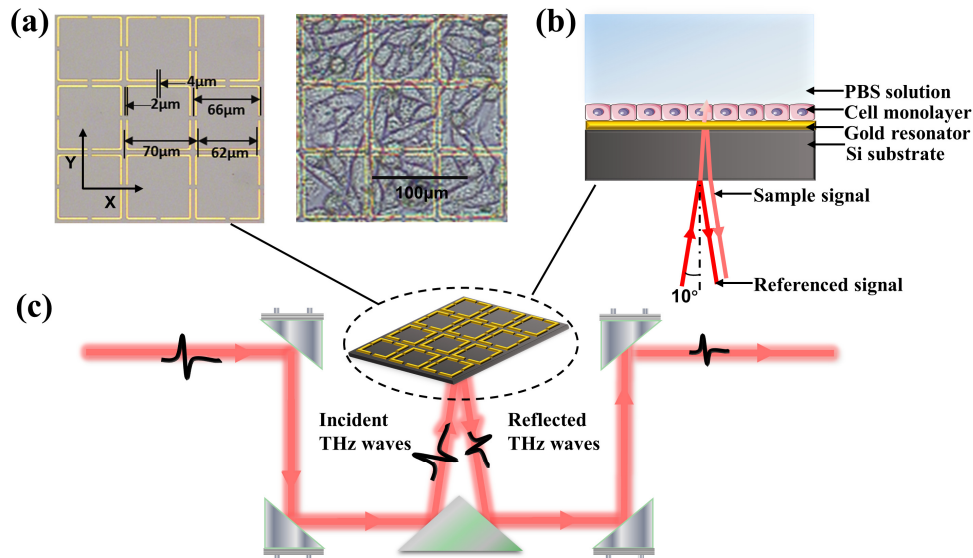 (a)
4μm
2μm
66μm
70μm
62μm
Y
X
100μm
(b)
PBS solution
Cell monolayer
Gold resonator
Si substrate
Sample signal
Referenced signal
10°
(c)
Incident
THz waves
Reflected
THz waves